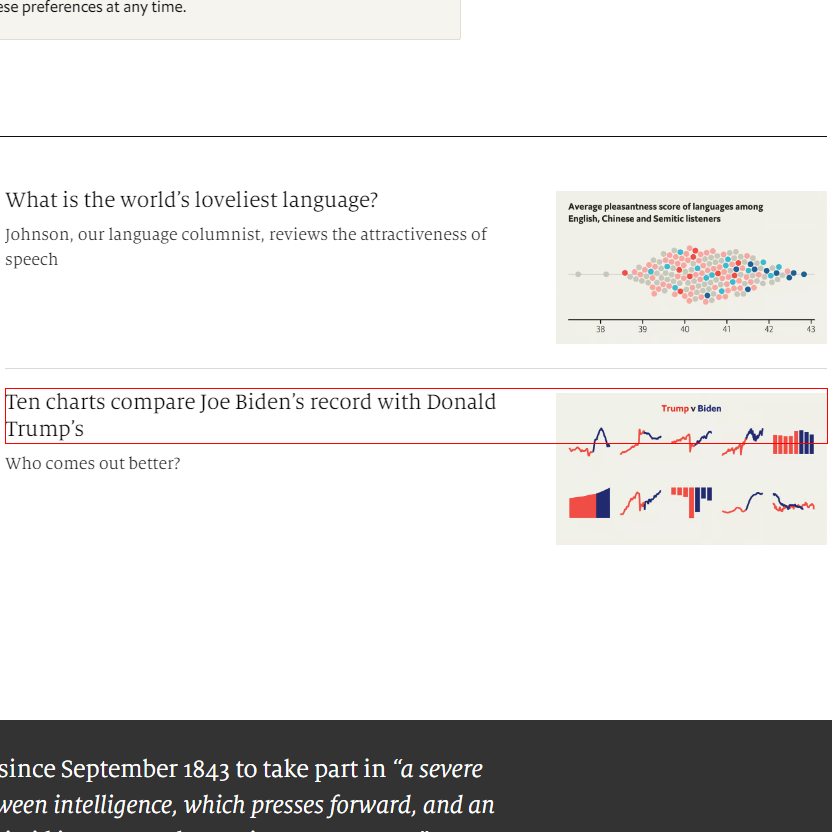 ese preferences at any time.
What is the world’s loveliest language?
Johnson, our language columnist, reviews the attractiveness of
speech
Average pleasantness score of languages among
English, Chinese and Semitic listeners
38 39 40 41 42 43
Ten charts compare Joe Biden’s record with Donald
Trump’s
Who comes out better?
Trump v Biden
since September 1843 to take part in “a severe
ween intelligence, which presses forward, and an